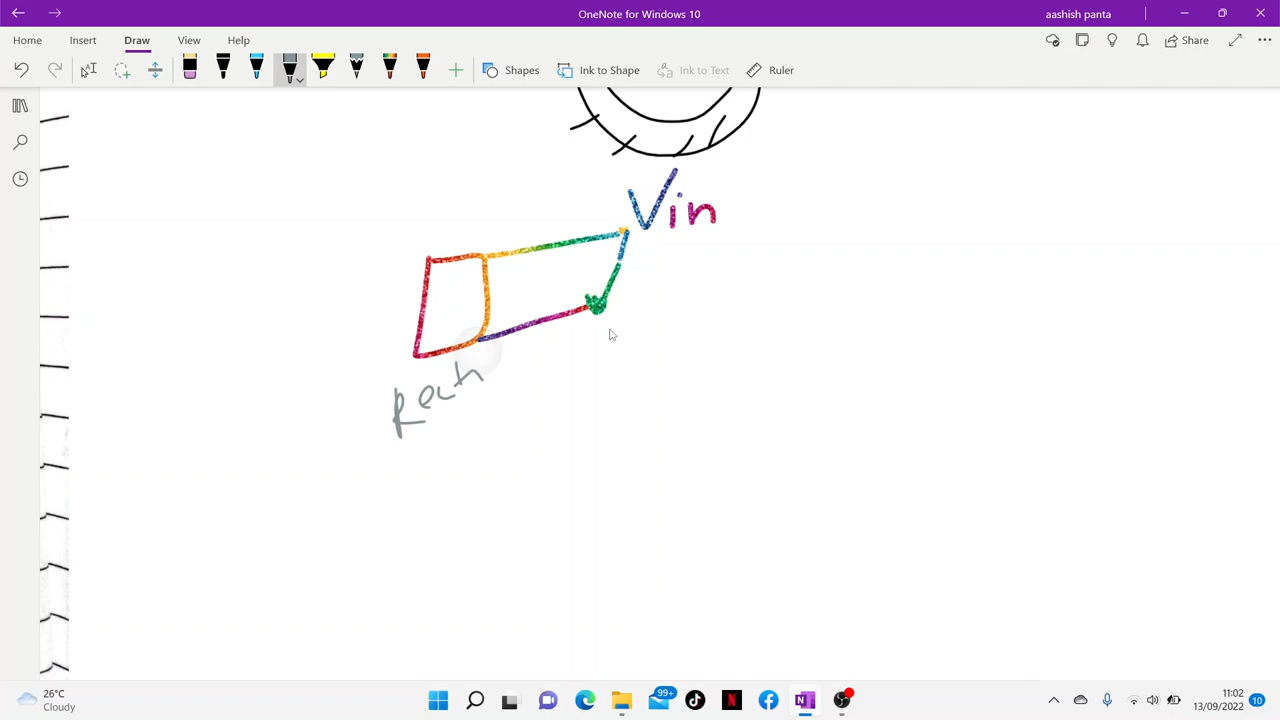 OneNote for Windows 10
aashish panta
Home Insert Draw View Help
Share
Shapes Ink to Shape Ink to Text Ruler
Vin
99+
26°C
Cloudy
11:02
13/09/2022
10